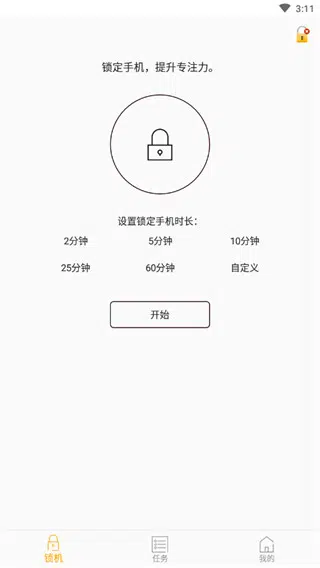 3:11
锁定手机，提升专注力。
设置锁定手机时长：
2分钟 5分钟 10分钟
25分钟 60分钟 自定义
开始
锁机 任务 我的